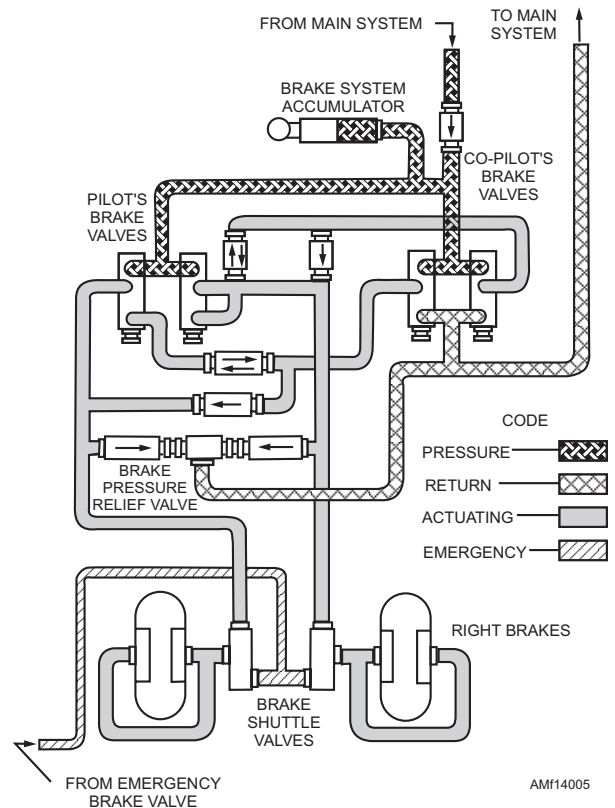 FROM MAIN SYSTEM
TO MAIN
SYSTEM
BRAKE SYSTEM
ACCUMULATOR
CO-PILOT'S
BRAKE
VALVES
PILOT'S
BRAKE
VALVES
CODE
PRESSURE
RETURN
ACTUATING
EMERGENCY
BRAKE
PRESSURE
RELIEF VALVE
RIGHT BRAKES
BRAKE
SHUTTLE
VALVES
FROM EMERGENCY
BRAKE VALVE
AMf14005